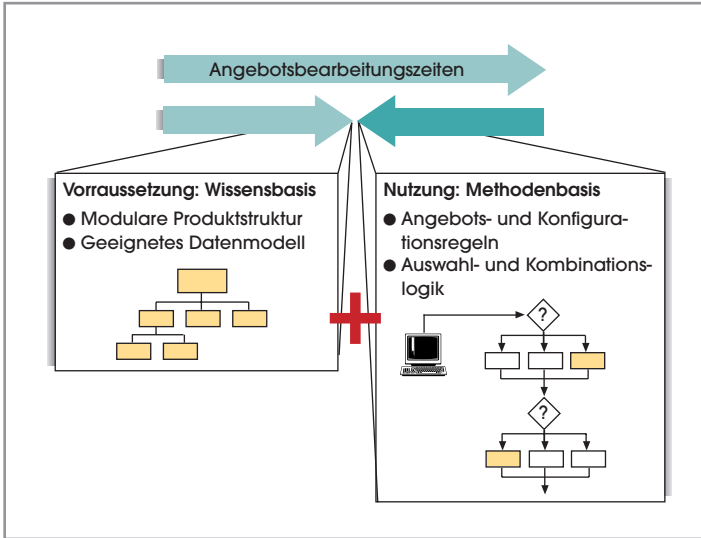 Angebotsbearbeitungszeiten
Vorraussetzung: Wissensbasis
● Modulare Produktstruktur
● Geeignetes Datenmodell
Nutzung: Methodenbasis
● Angebots- und Konfigura-
tionsregeln
● Auswahl- und Kombinations-
logik
?
?